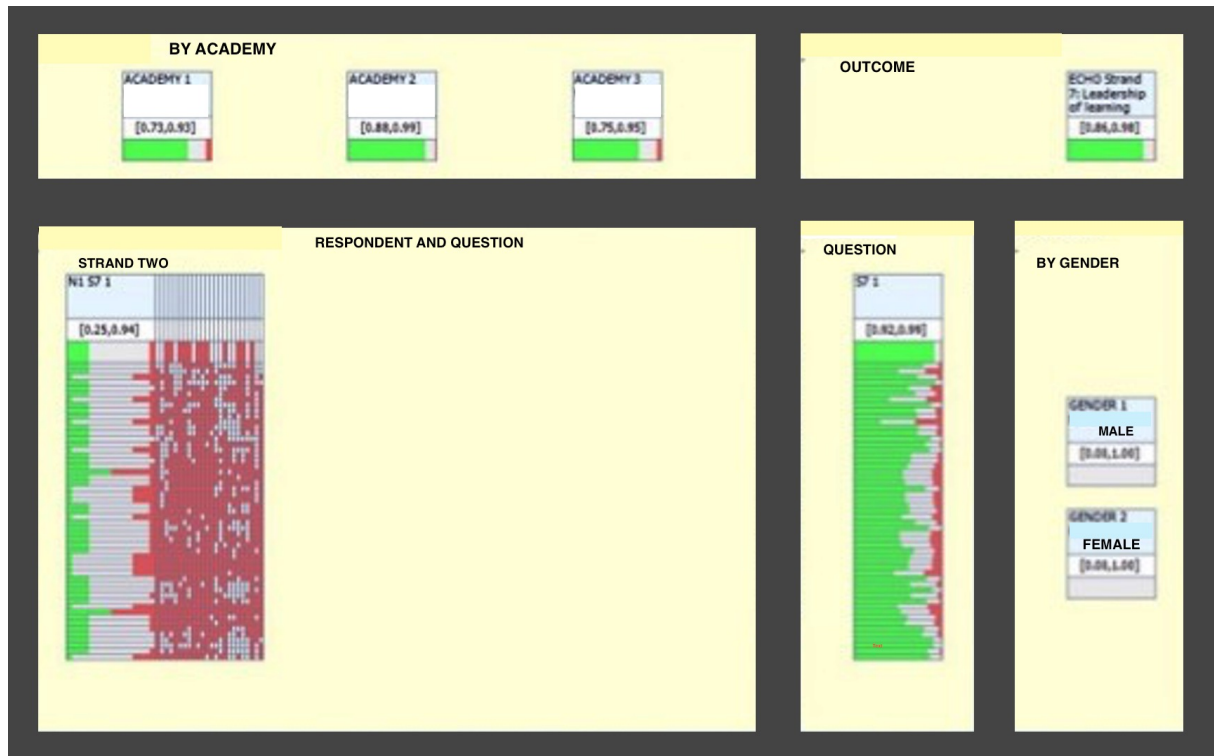 BY ACADEMY
ACADEMY 1
[0.73,0.93]
ACADEMY 2
[0.88,0.99]
ACADEMY 3
[0.75,0.95]
OUTCOME
ECHO Strand
7: Leadership
of learning
[0.86,0.98]
RESPONDENT AND QUESTION
STRAND TWO
N1 S7 1
[0.25,0.94]
QUESTION
S7 1
[0.92,0.99]
BY GENDER
GENDER 1
MALE
[0.00,1.00]
GENDER 2
FEMALE
[0.00,1.00]